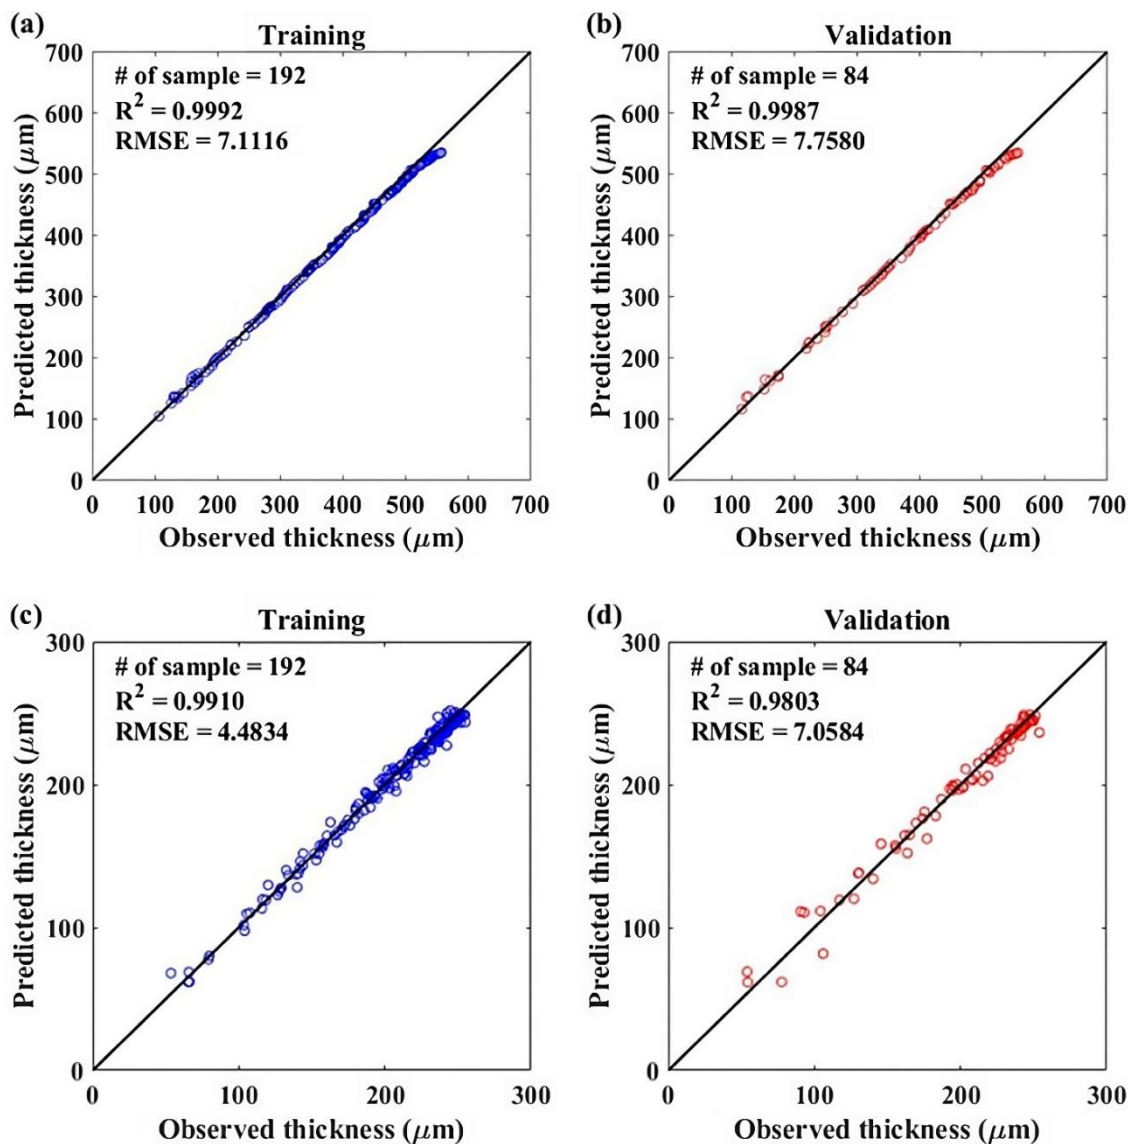 (a)
Training
# of sample = 192
R² = 0.9992
RMSE = 7.1116
700
600
500
400
300
200
100
0
Predicted thickness (μm)
0 100 200 300 400 500 600 700
Observed thickness (μm)
(b)
Validation
# of sample = 84
R² = 0.9987
RMSE = 7.7580
700
600
500
400
300
200
100
0
Predicted thickness (μm)
0 100 200 300 400 500 600 700
Observed thickness (μm)
(c)
Training
# of sample = 192
R² = 0.9910
RMSE = 4.4834
300
200
100
0
Predicted thickness (μm)
0 100 200 300
Observed thickness (μm)
(d)
Validation
# of sample = 84
R² = 0.9803
RMSE = 7.0584
300
200
100
0
Predicted thickness (μm)
0 100 200 300
Observed thickness (μm)